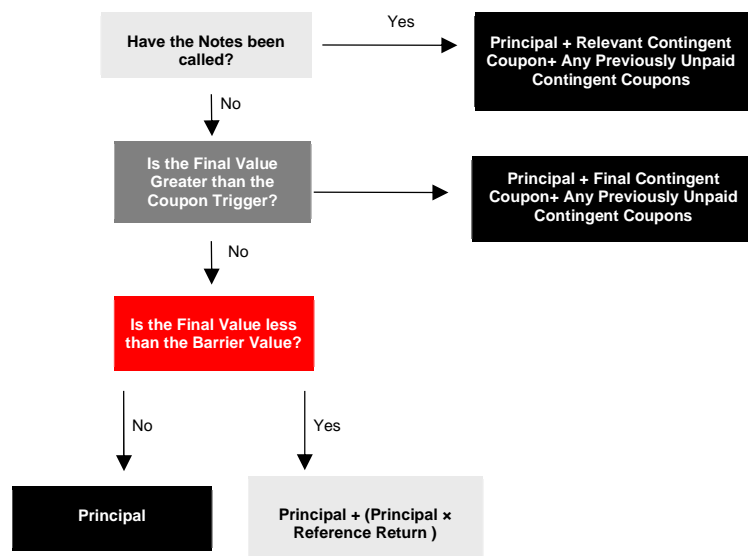 Have the Notes been
called?
Yes
Principal + Relevant Contingent
Coupon+ Any Previously Unpaid
Contingent Coupons
No
Is the Final Value
Greater than the
Coupon Trigger?
Principal + Final Contingent
Coupon+ Any Previously Unpaid
Contingent Coupons
No
Is the Final Value less
than the Barrier Value?
No
Yes
Principal
Principal + (Principal ×
Reference Return )